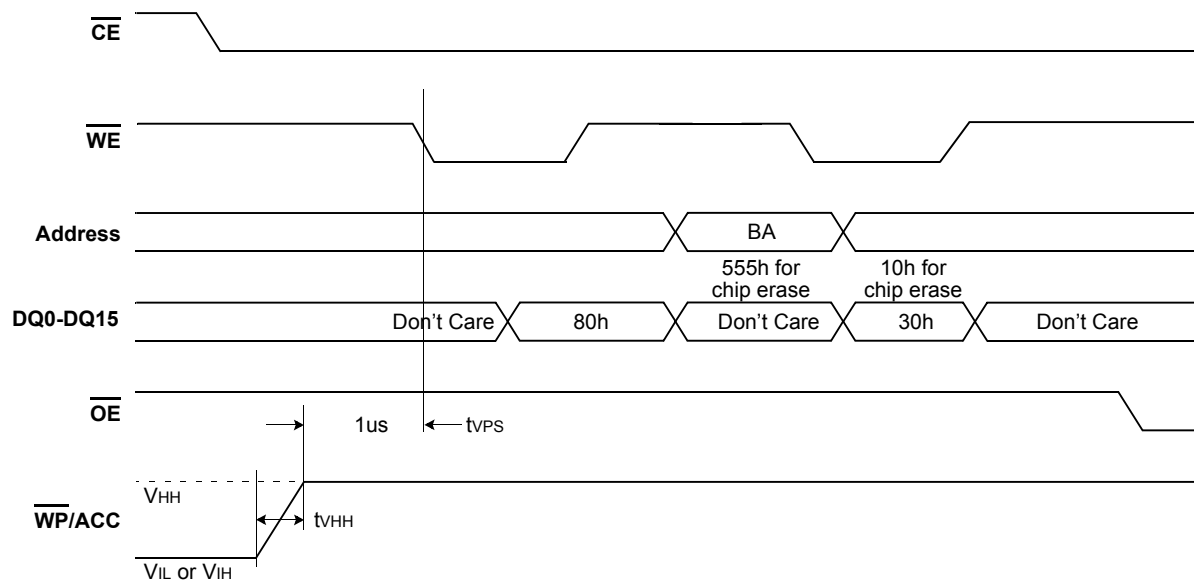 CE
WE
Address
BA
555h for
chip erase
10h for
chip erase
DQ0-DQ15
Don't Care
80h
Don't Care
30h
Don't Care
OE
1us
tVPS
VHH
WP/ACC
tVHH
VIL or VIH